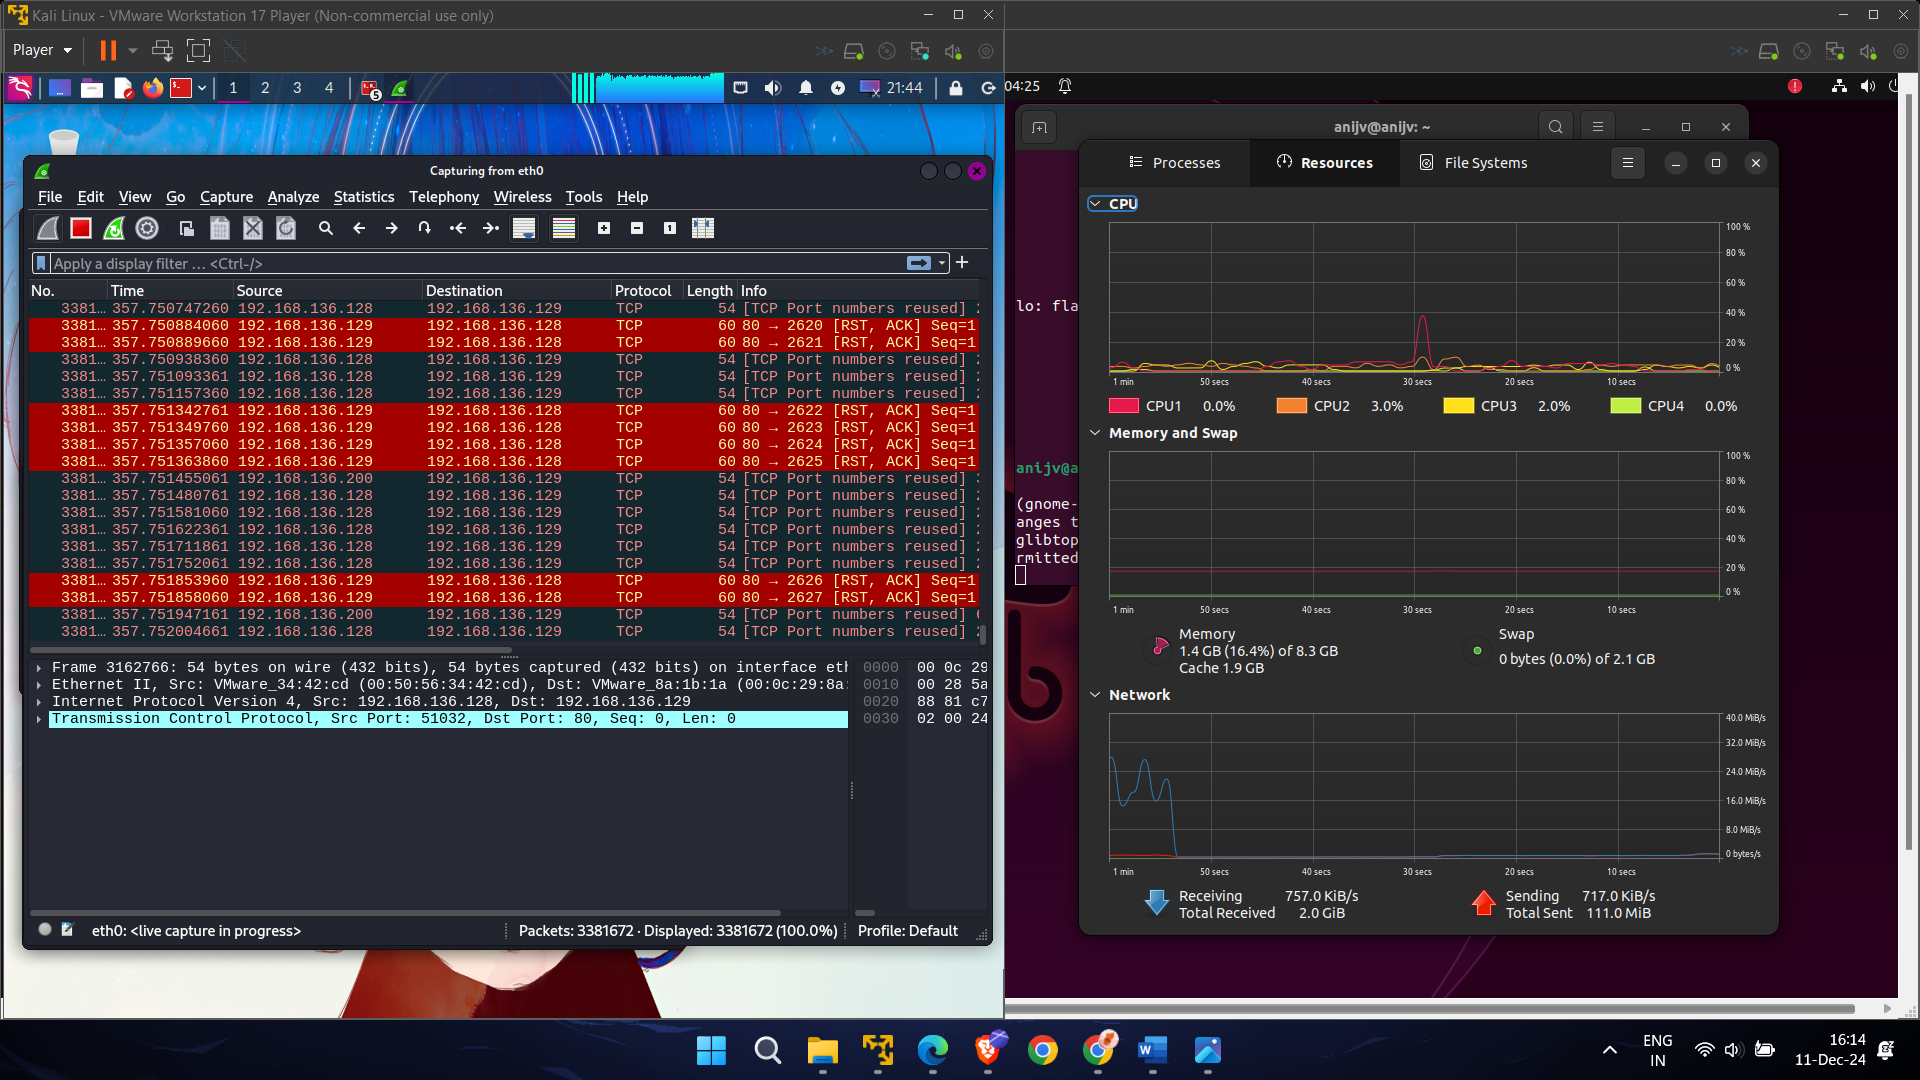 Kali Linux - VMware Workstation 17 Player (Non-commercial use only)
Player
1 2 3 4
5
21:44
04:25
Capturing from eth0
File Edit View Go Capture Analyze Statistics Telephony Wireless Tools Help
Apply a display filter ... <Ctrl-/>
No. Time Source Destination Protocol Length Info
3381… 357.750747260 192.168.136.128 192.168.136.129 TCP 54 [TCP Port numbers reused]
3381… 357.750884060 192.168.136.129 192.168.136.128 TCP 60 80 → 2620 [RST, ACK] Seq=1
3381… 357.750889660 192.168.136.129 192.168.136.128 TCP 60 80 → 2621 [RST, ACK] Seq=1
3381… 357.750938360 192.168.136.128 192.168.136.129 TCP 54 [TCP Port numbers reused]
3381… 357.751093361 192.168.136.128 192.168.136.129 TCP 54 [TCP Port numbers reused]
3381… 357.751157360 192.168.136.128 192.168.136.129 TCP 54 [TCP Port numbers reused]
3381… 357.751342761 192.168.136.129 192.168.136.128 TCP 60 80 → 2622 [RST, ACK] Seq=1
3381… 357.751349760 192.168.136.129 192.168.136.128 TCP 60 80 → 2623 [RST, ACK] Seq=1
3381… 357.751357060 192.168.136.129 192.168.136.128 TCP 60 80 → 2624 [RST, ACK] Seq=1
3381… 357.751363860 192.168.136.129 192.168.136.128 TCP 60 80 → 2625 [RST, ACK] Seq=1
3381… 357.751455061 192.168.136.200 192.168.136.129 TCP 54 [TCP Port numbers reused]
3381… 357.751480761 192.168.136.128 192.168.136.129 TCP 54 [TCP Port numbers reused]
3381… 357.751581060 192.168.136.128 192.168.136.129 TCP 54 [TCP Port numbers reused]
3381… 357.751622361 192.168.136.128 192.168.136.129 TCP 54 [TCP Port numbers reused]
3381… 357.751711861 192.168.136.128 192.168.136.129 TCP 54 [TCP Port numbers reused]
3381… 357.751752061 192.168.136.128 192.168.136.129 TCP 54 [TCP Port numbers reused]
3381… 357.751853960 192.168.136.129 192.168.136.128 TCP 60 80 → 2626 [RST, ACK] Seq=1
3381… 357.751858060 192.168.136.129 192.168.136.128 TCP 60 80 → 2627 [RST, ACK] Seq=1
3381… 357.751947161 192.168.136.200 192.168.136.129 TCP 54 [TCP Port numbers reused]
3381… 357.752004661 192.168.136.128 192.168.136.129 TCP 54 [TCP Port numbers reused]
Frame 3162766: 54 bytes on wire (432 bits), 54 bytes captured (432 bits) on interface eth
Ethernet II, Src: VMware_34:42:cd (00:50:56:34:42:cd), Dst: VMware_8a:1b:1a (00:0c:29:8a:
Internet Protocol Version 4, Src: 192.168.136.128, Dst: 192.168.136.129
Transmission Control Protocol, Src Port: 51032, Dst Port: 80, Seq: 0, Len: 0
0000 00 0c 29
0010 00 28 5a
0020 88 81 c7
0030 02 00 24
eth0: <live capture in progress>
Packets: 3381672 · Displayed: 3381672 (100.0%)
Profile: Default
anijv@anijv: ~
lo: fla
anijv@a
(gnome-
anges t
glibtop
rmitted
Processes Resources File Systems
CPU
100 %
80 %
60 %
40 %
20 %
0 %
1 min 50 secs 40 secs 30 secs 20 secs 10 secs
CPU1 0.0% CPU2 3.0% CPU3 2.0% CPU4 0.0%
Memory and Swap
100 %
80 %
60 %
40 %
20 %
0 %
1 min 50 secs 40 secs 30 secs 20 secs 10 secs
Memory
1.4 GB (16.4%) of 8.3 GB
Cache 1.9 GB
Swap
0 bytes (0.0%) of 2.1 GB
Network
40.0 MiB/s
32.0 MiB/s
24.0 MiB/s
16.0 MiB/s
8.0 MiB/s
0 bytes/s
1 min 50 secs 40 secs 30 secs 20 secs 10 secs
Receiving 757.0 KiB/s
Total Received 2.0 GiB
Sending 717.0 KiB/s
Total Sent 111.0 MiB
ENG
IN
16:14
11-Dec-24